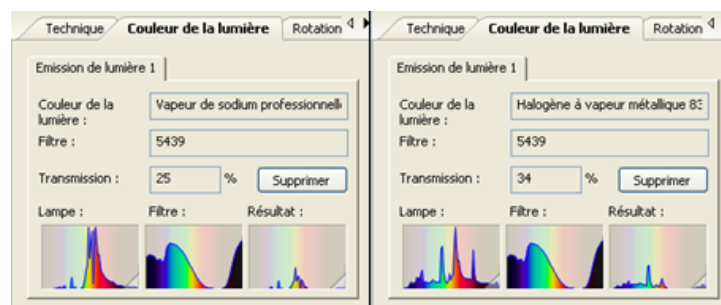 Technique Couleur de la lumière Rotation
Emission de lumière 1
Couleur de la lumière : Vapeur de sodium professionnell
Filtre : 5439
Transmission : 25 % Supprimer
Lampe : Filtre : Résultat :
Technique Couleur de la lumière Rotation
Emission de lumière 1
Couleur de la lumière : Halogène à vapeur métallique 83
Filtre : 5439
Transmission : 34 % Supprimer
Lampe : Filtre : Résultat :